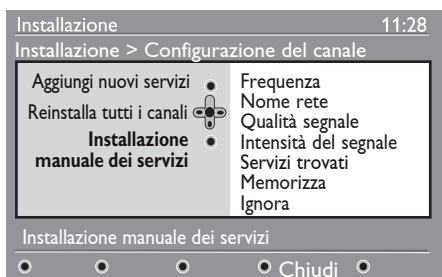 Installazione 11:28
Installazione > Configurazione del canale
Aggiungi nuovi servizi
Reinstalla tutti i canali
Installazione
manuale dei servizi
Frequenza
Nome rete
Qualità segnale
Intensità del segnale
Servizi trovati
Memorizza
Ignora
Installazione manuale dei servizi
Chiudi